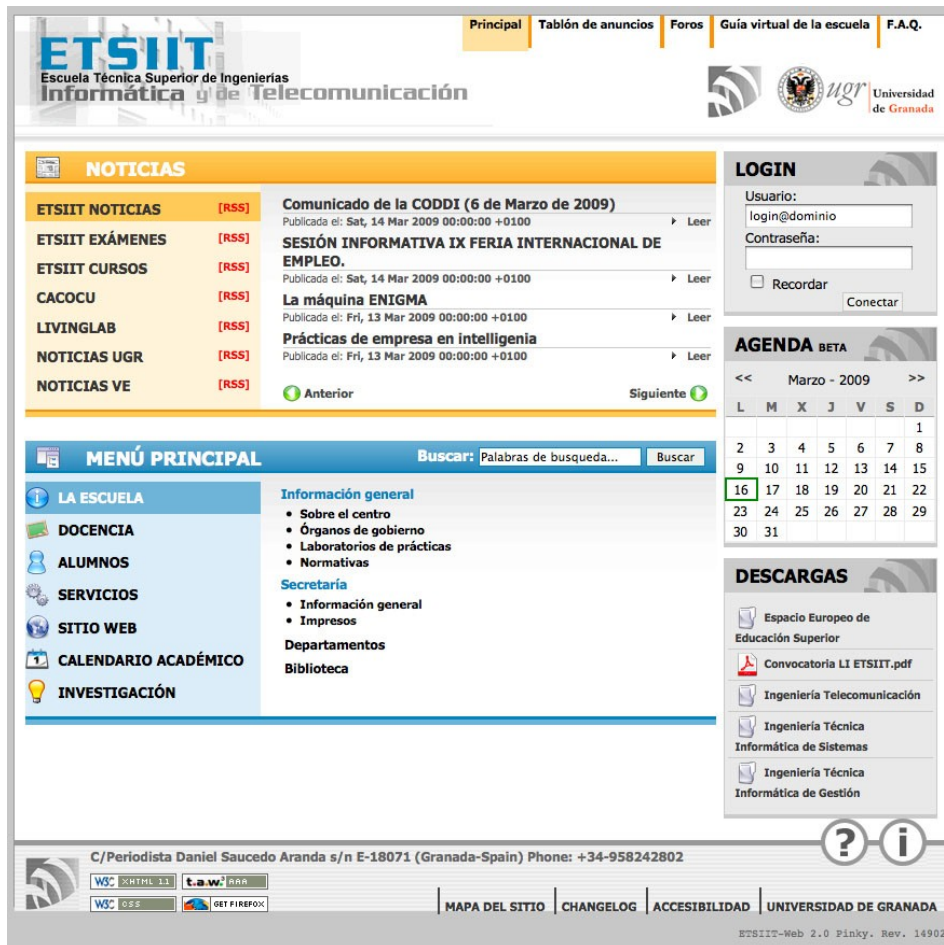 Principal Tablón de anuncios Foros Guía virtual de la escuela F.A.Q.
ETSIIT
Escuela Técnica Superior de Ingenierías
Informática y de Telecomunicación
ugr Universidad
de Granada
NOTICIAS
ETSIIT NOTICIAS [RSS]
ETSIIT EXÁMENES [RSS]
ETSIIT CURSOS [RSS]
CACOCU [RSS]
LIVINGLAB [RSS]
NOTICIAS UGR [RSS]
NOTICIAS VE [RSS]
Comunicado de la CODDI (6 de Marzo de 2009)
Publicada el: Sat, 14 Mar 2009 00:00:00 +0100 Leer
SESIÓN INFORMATIVA IX FERIA INTERNACIONAL DE
EMPLEO.
Publicada el: Sat, 14 Mar 2009 00:00:00 +0100 Leer
La máquina ENIGMA
Publicada el: Fri, 13 Mar 2009 00:00:00 +0100 Leer
Prácticas de empresa en intelligenia
Publicada el: Fri, 13 Mar 2009 00:00:00 +0100 Leer
Anterior Siguiente
MENÚ PRINCIPAL Buscar: Palabras de busqueda... Buscar
LA ESCUELA
DOCENCIA
ALUMNOS
SERVICIOS
SITIO WEB
CALENDARIO ACADÉMICO
INVESTIGACIÓN
Información general
• Sobre el centro
• Órganos de gobierno
• Laboratorios de prácticas
• Normativas
Secretaría
• Información general
• Impresos
Departamentos
Biblioteca
LOGIN
Usuario:
login@dominio
Contraseña:
Recordar
Conectar
AGENDA BETA
<< Marzo - 2009 >>
L M X J V S D
1
2 3 4 5 6 7 8
9 10 11 12 13 14 15
16 17 18 19 20 21 22
23 24 25 26 27 28 29
30 31
DESCARGAS
Espacio Europeo de
Educación Superior
Convocatoria LI ETSIIT.pdf
Ingeniería Telecomunicación
Ingeniería Técnica
Informática de Sistemas
Ingeniería Técnica
Informática de Gestión
? i
C/Periodista Daniel Saucedo Aranda s/n E-18071 (Granada-Spain) Phone: +34-958242802
W3C XHTML 1.1 t.a.w. AAA
W3C CSS GET FIREFOX
MAPA DEL SITIO CHANGELOG ACCESIBILIDAD UNIVERSIDAD DE GRANADA
ETSIIT-Web 2.0 Pinky. Rev. 14902